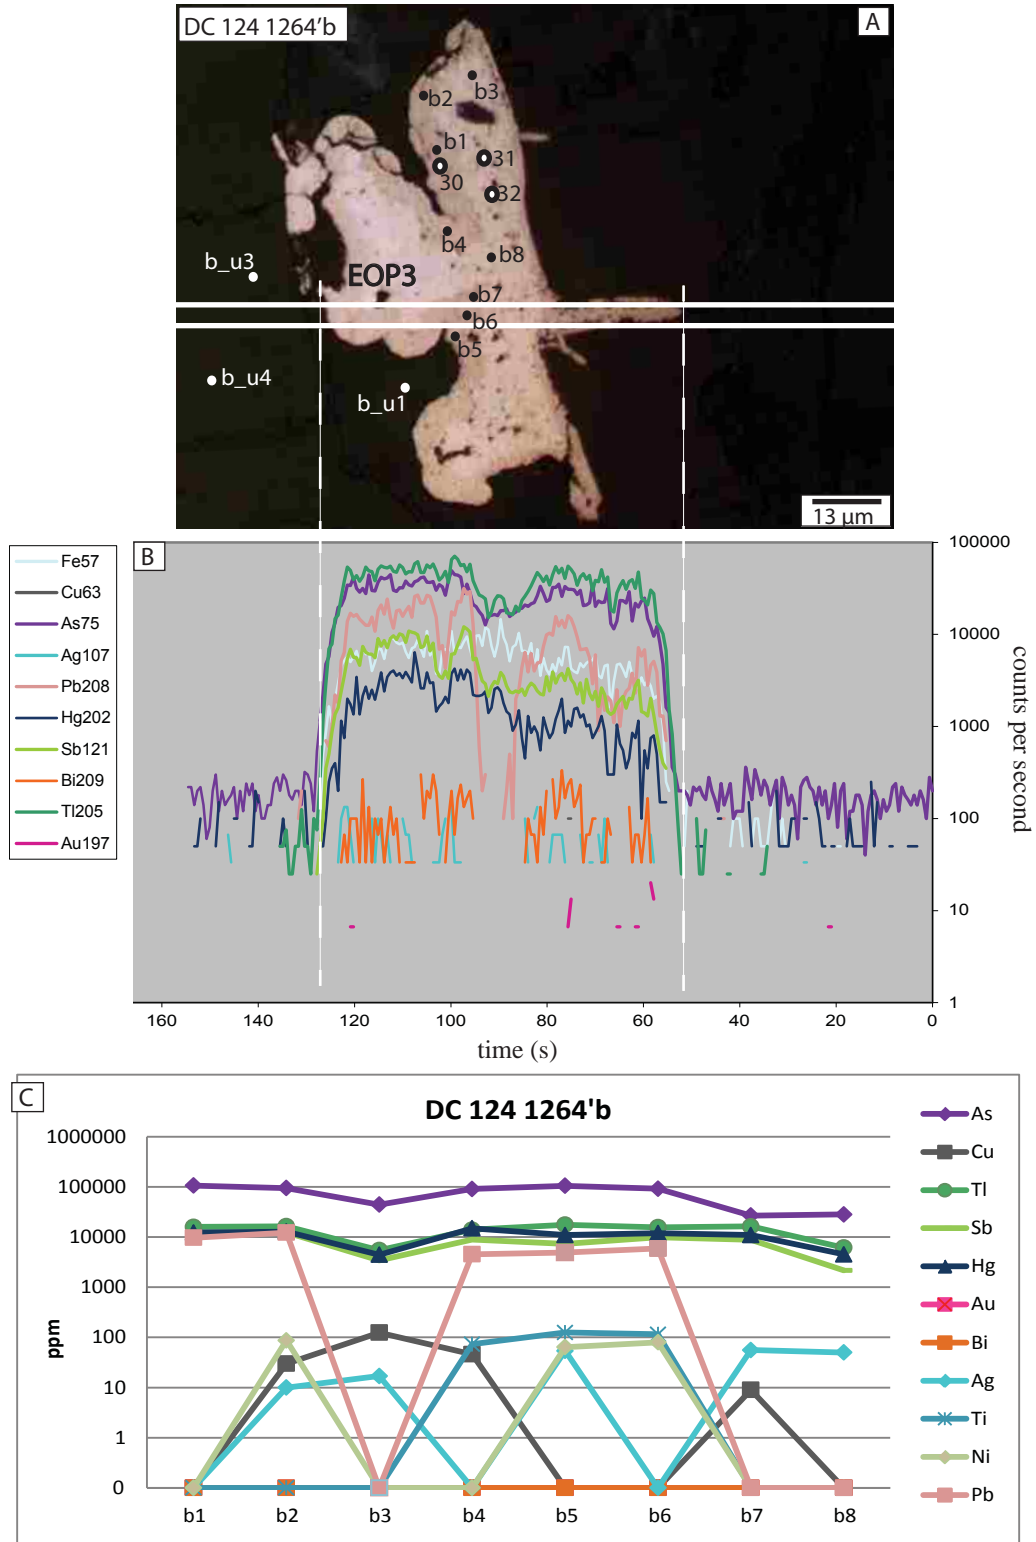 DC 124 1264'b
A
b3
b2
b1
31
30
32
b4
b8
b_u3
EOP3
b7
b6
b5
b_u4
b_u1
13 µm
B
Fe57
Cu63
As75
Ag107
Pb208
Hg202
Sb121
Bi209
Tl205
Au197
100000
10000
1000
100
10
1
counts per second
160 140 120 100 80 60 40 20 0
time (s)
C
DC 124 1264'b
1000000
100000
10000
1000
100
10
1
0
ppm
b1 b2 b3 b4 b5 b6 b7 b8
As
Cu
Tl
Sb
Hg
Au
Bi
Ag
Ti
Ni
Pb